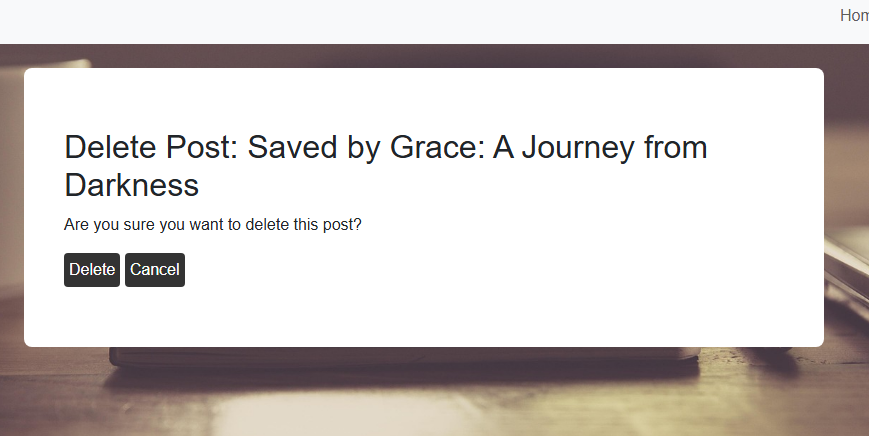 Hom
Delete Post: Saved by Grace: A Journey from
Darkness
Are you sure you want to delete this post?
Delete Cancel